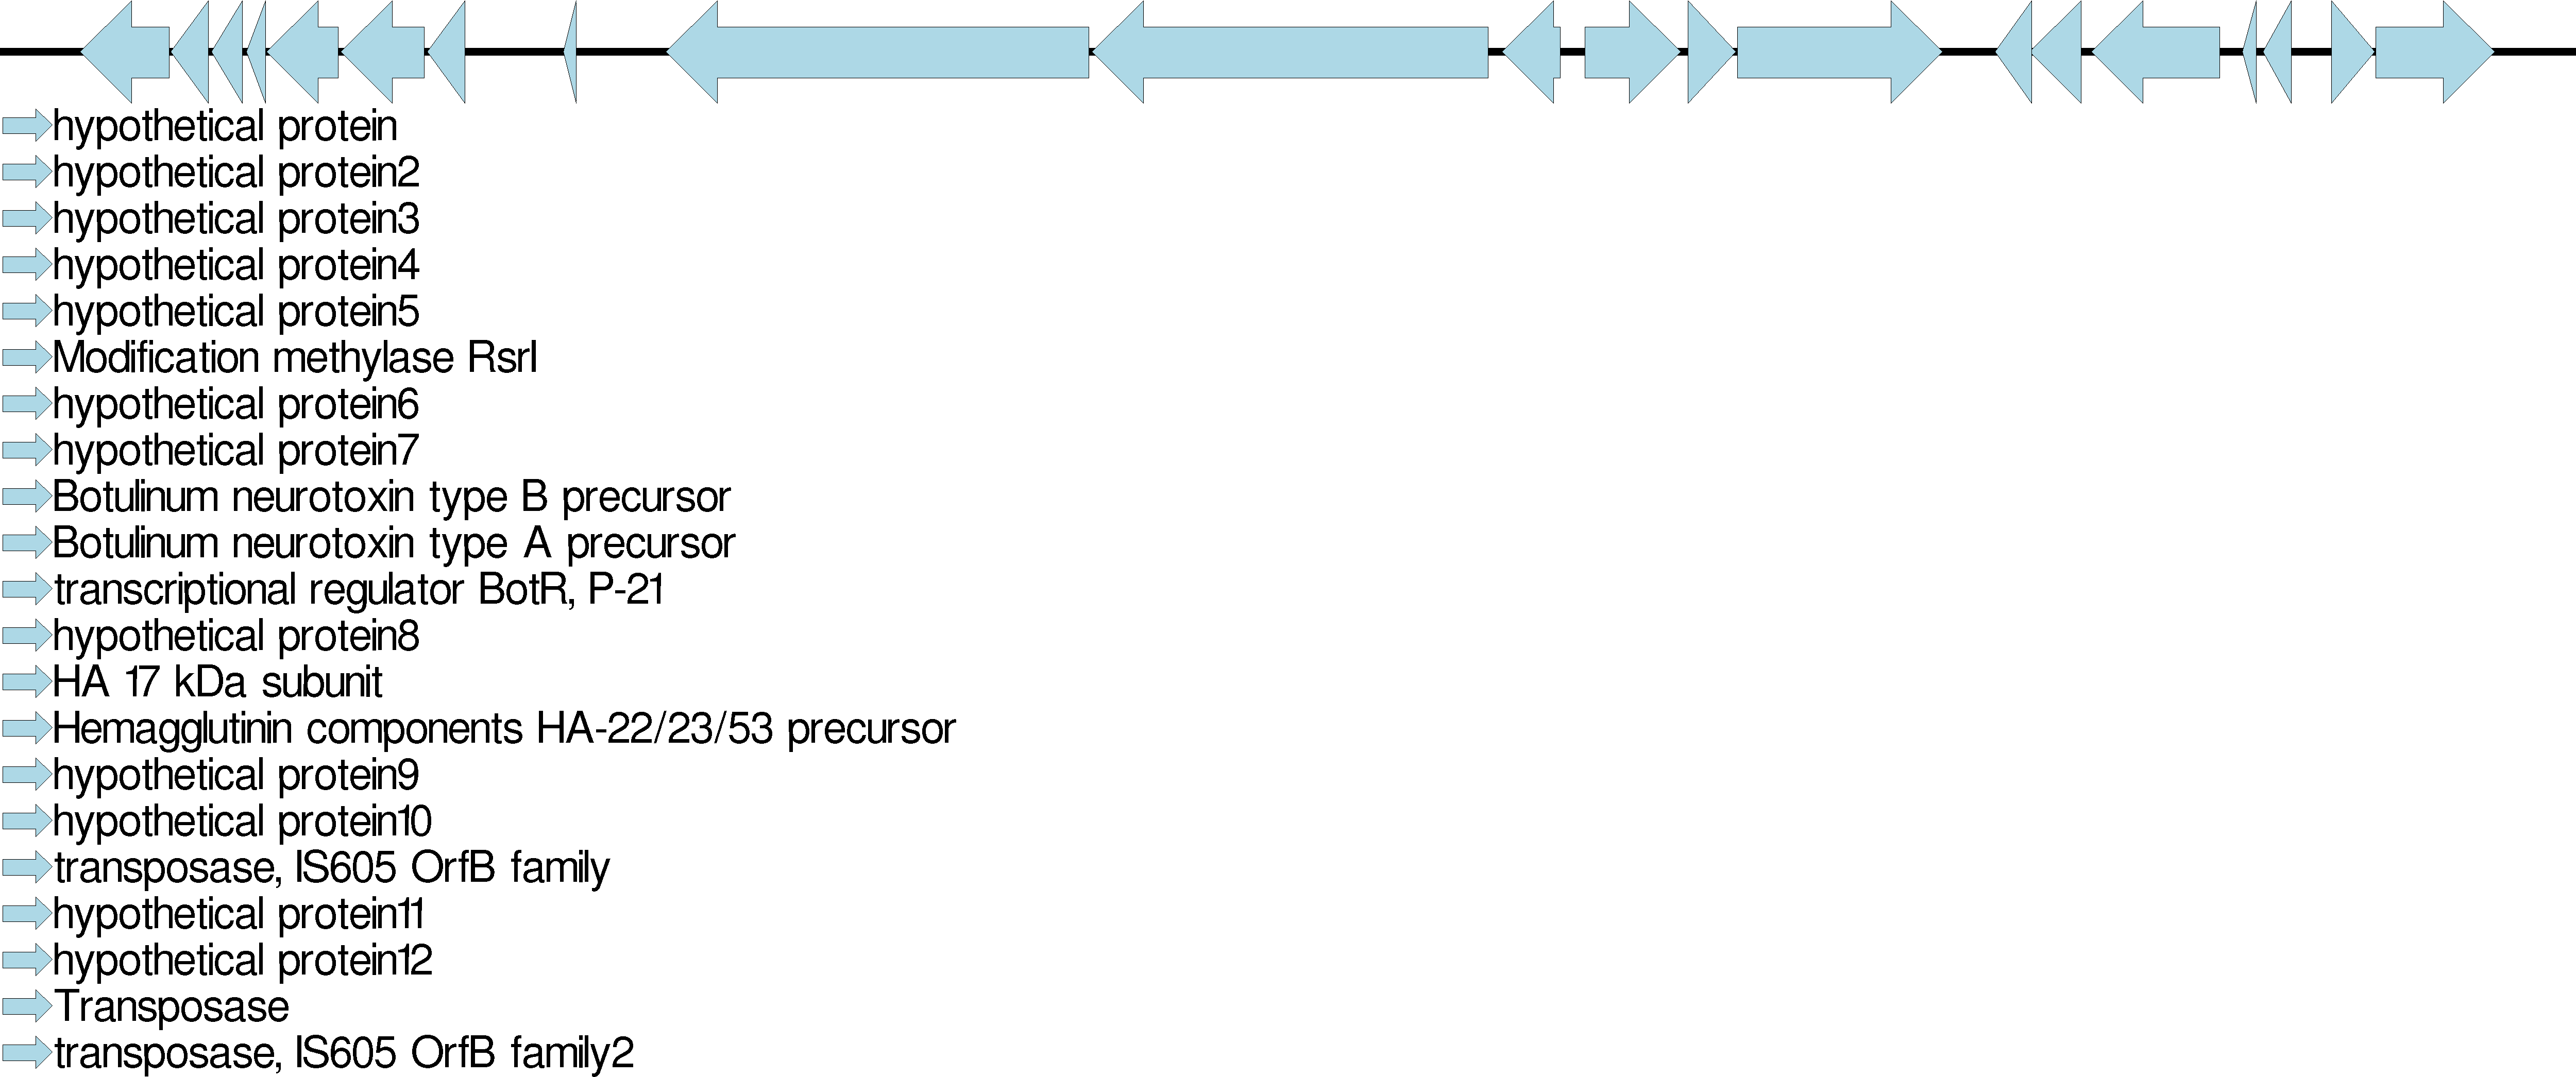 hypothetical protein
hypothetical protein2
hypothetical protein3
hypothetical protein4
hypothetical protein5
Modification methylase RsrI
hypothetical protein6
hypothetical protein7
Botulinum neurotoxin type B precursor
Botulinum neurotoxin type A precursor
transcriptional regulator BotR, P-21
hypothetical protein8
HA 17 kDa subunit
Hemagglutinin components HA-22/23/53 precursor
hypothetical protein9
hypothetical protein10
transposase, IS605 OrfB family
hypothetical protein11
hypothetical protein12
Transposase
transposase, IS605 OrfB family2